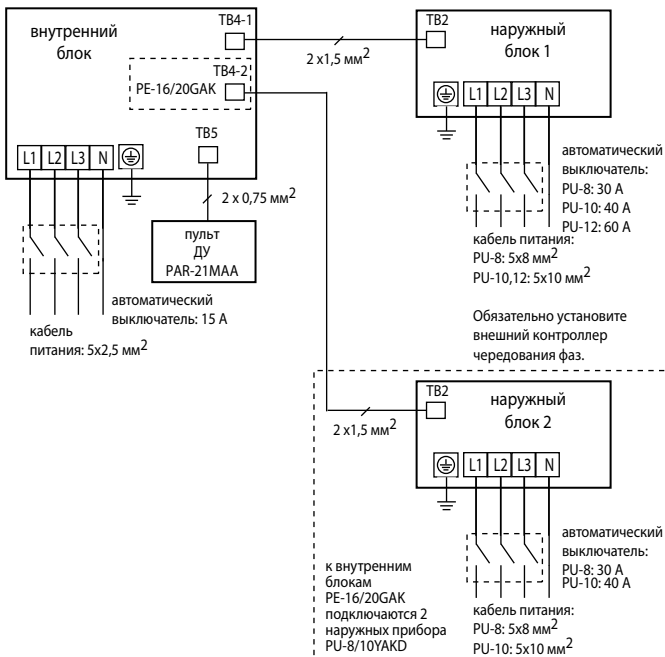 внутренний
блок
TB4-1
TB4-2
PE-16/20GAK
TB5
L1 L2 L3 N
2 x 0,75 мм2
пульт
ДУ
PAR-21MAA
автоматический
выключатель: 15 А
кабель
питания: 5x2,5 мм2
2 x1,5 мм2
TB2
наружный
блок 1
L1 L2 L3 N
автоматический
выключатель:
PU-8: 30 А
PU-10: 40 А
PU-12: 60 А
кабель питания:
PU-8: 5x8 мм2
PU-10,12: 5x10 мм2
Обязательно установите
внешний контроллер
чередования фаз.
2 x1,5 мм2
TB2
наружный
блок 2
L1 L2 L3 N
автоматический
выключатель:
PU-8: 30 А
PU-10: 40 А
кабель питания:
PU-8: 5x8 мм2
PU-10: 5x10 мм2
к внутренним
блокам
PE-16/20GAK
подключаются 2
наружных прибора
PU-8/10YAKD